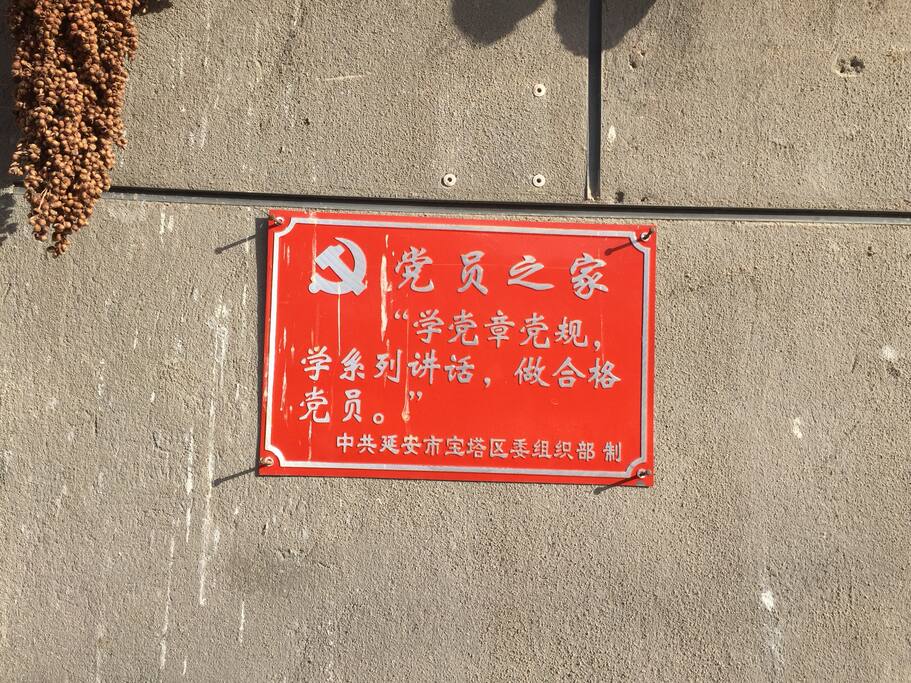 党员之家
“学党章党规，
学系列讲话，做合格
党员。”
中共延安市宝塔区委组织部 制